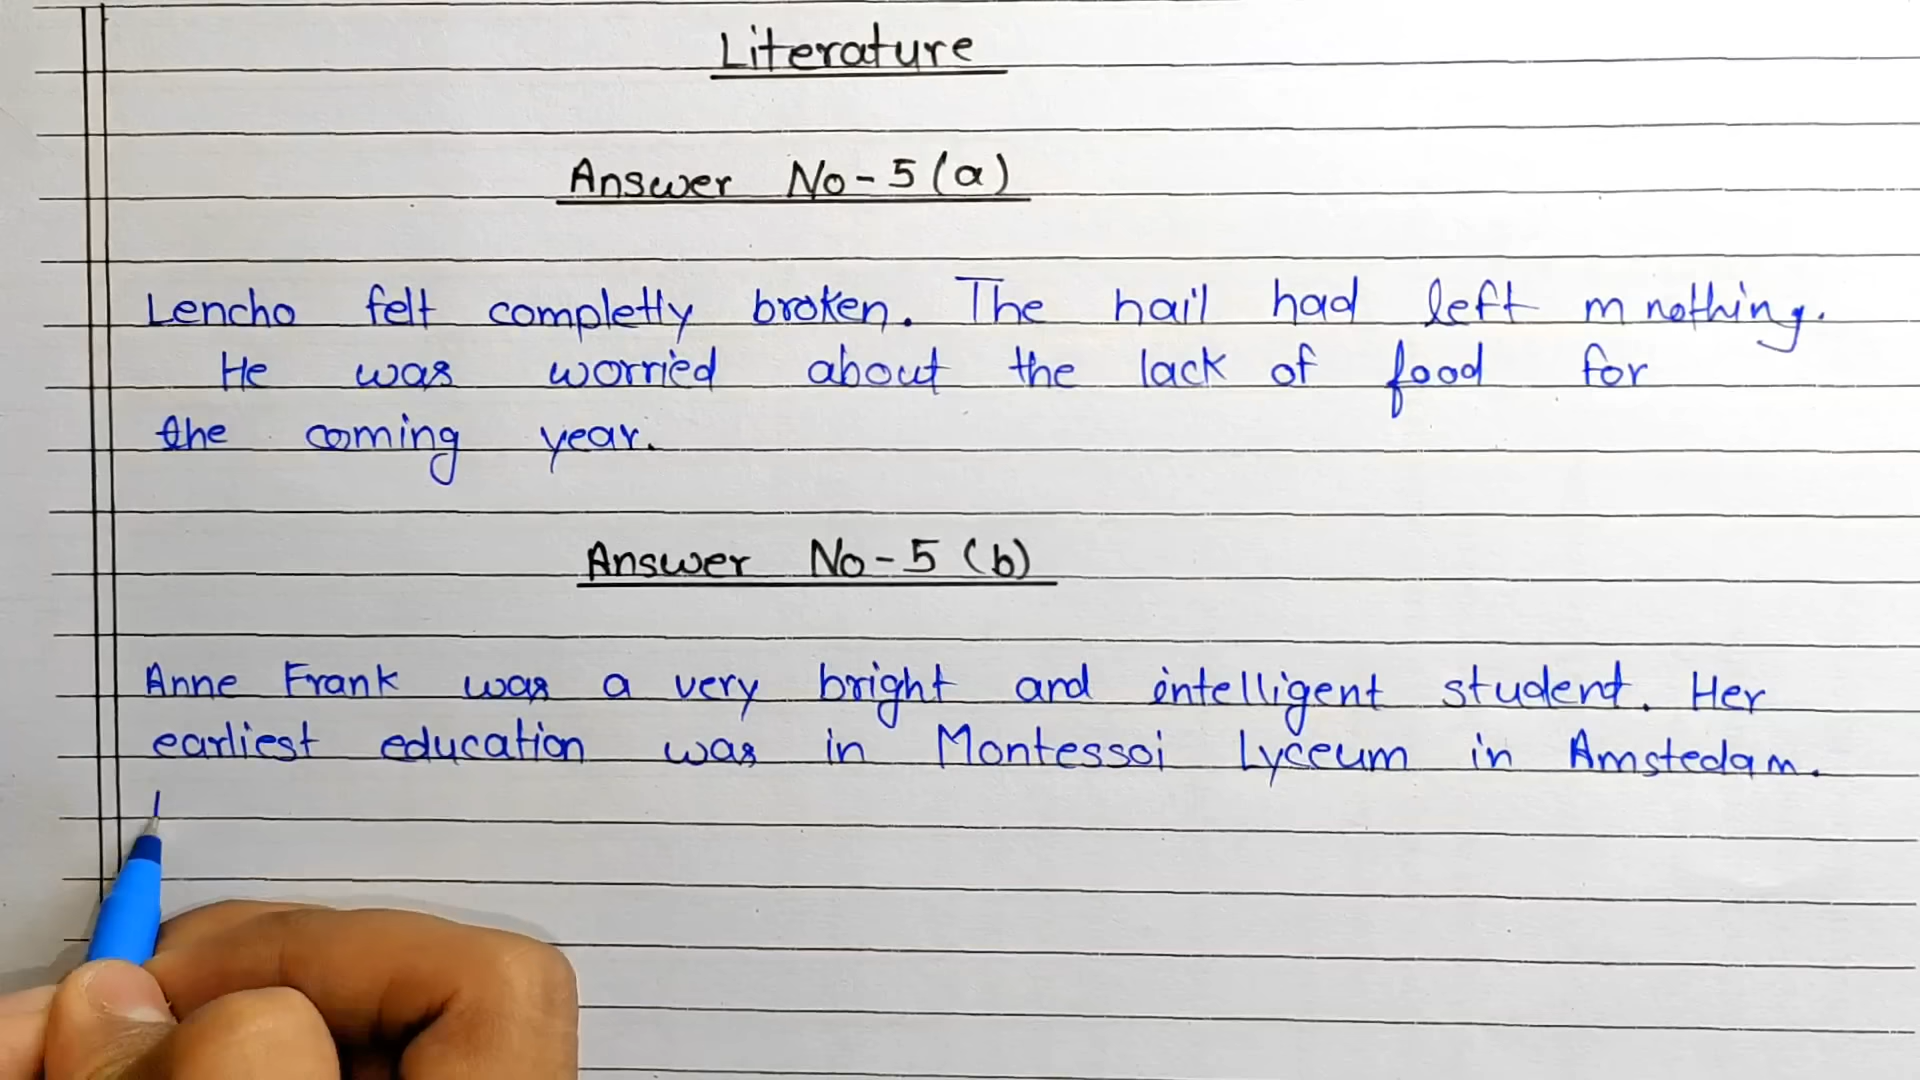 Literature
Answer No-5(a)
Lencho felt completly broken. The hail had left m nothing.
He was worried about the lack of food for
the coming year.
Answer No-5 (b)
Anne Frank was a very bright and intelligent student. Her
earliest education was in Montessoi Lyceum in Amstedam.